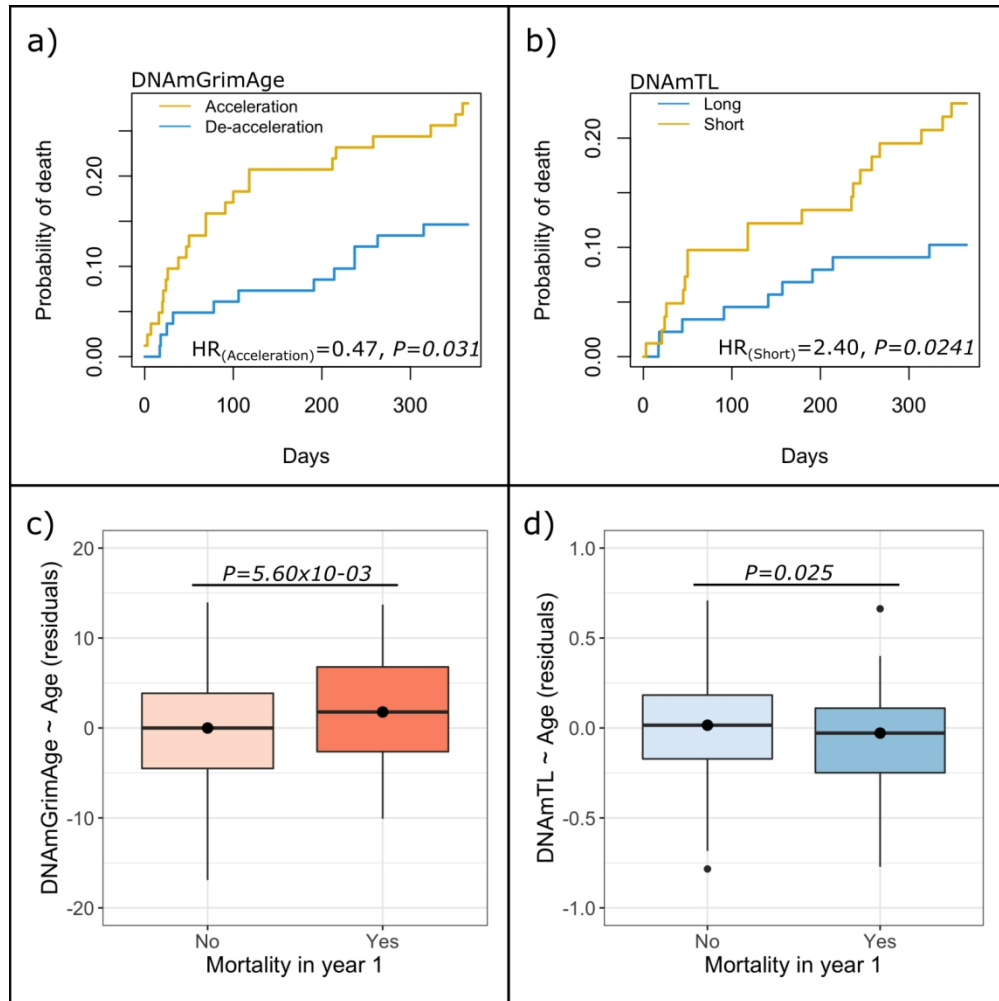 a)
DNAmGrimAge
Acceleration
De-acceleration
Probability of death
0.00
0.10
0.20
HR(Acceleration)=0.47, P=0.031
0
100
200
300
Days
b)
DNAmTL
Long
Short
Probability of death
0.00
0.10
0.20
HR(Short)=2.40, P=0.0241
0
100
200
300
Days
c)
DNAmGrimAge ~ Age (residuals)
20
10
0
-10
-20
P=5.60x10-03
No
Yes
Mortality in year 1
d)
DNAmTL ~ Age (residuals)
1.0
0.5
0.0
-0.5
-1.0
P=0.025
No
Yes
Mortality in year 1